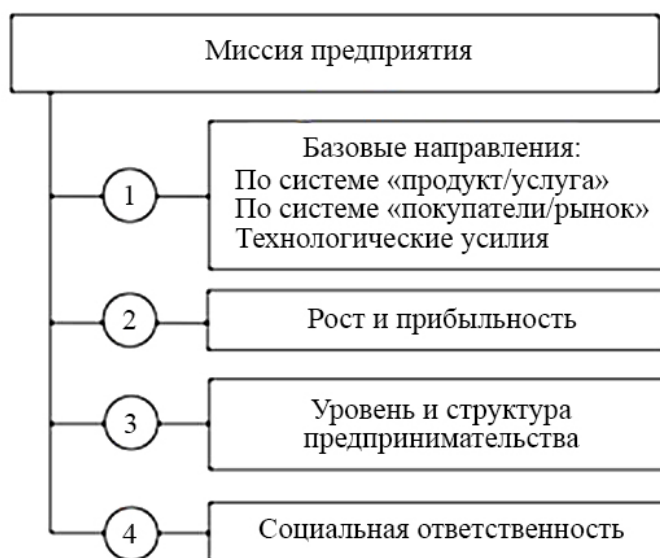 Миссия предприятия
1
Базовые направления:
По системе «продукт/услуга»
По системе «покупатели/рынок»
Технологические усилия
2
Рост и прибыльность
3
Уровень и структура
предпринимательства
4
Социальная ответственность